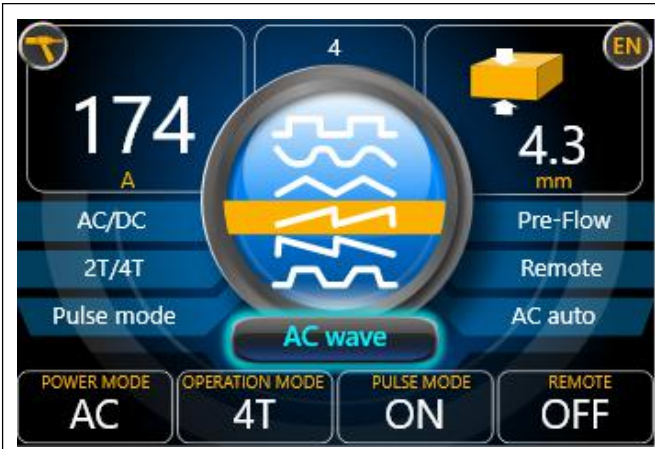 4
EN
174
A
4.3
mm
AC/DC
Pre-Flow
2T/4T
Remote
Pulse mode
AC auto
AC wave
POWER MODE
AC
OPERATION MODE
4T
PULSE MODE
ON
REMOTE
OFF